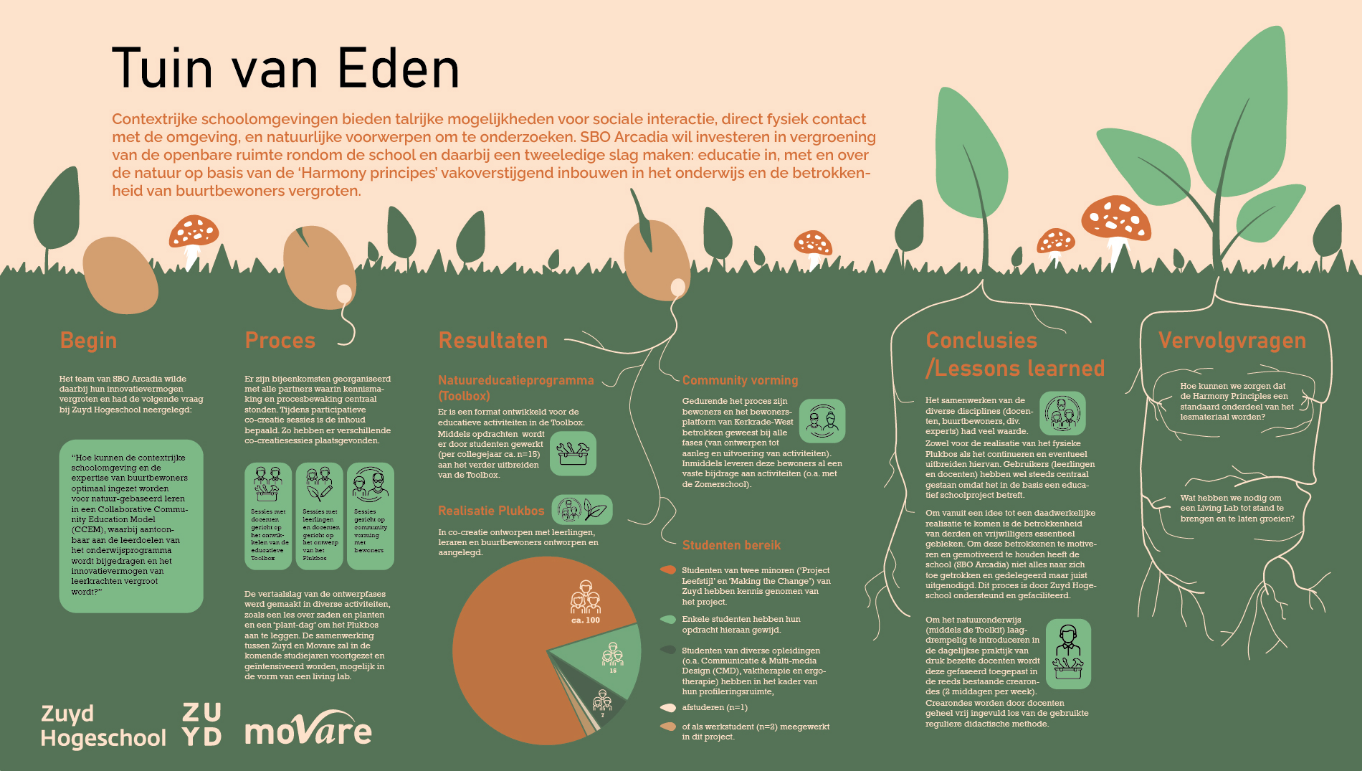 Tuin van Eden
Contextrijke schoolomgevingen bieden talrijke mogelijkheden voor sociale interactie, direct fysiek contact
met de omgeving, en natuurlijke voorwerpen om te onderzoeken. SBO Arcadia wil investeren in vergroening
van de openbare ruimte rondom de school en daarbij een tweeledige slag maken: educatie in, met en over
de natuur op basis van de ‘Harmony principes’ vakoverstijgend inbouwen in het onderwijs en de betrokken-
heid van buurtbewoners vergroten.
Begin
Het team van SBO Arcadia wilde
daarbij hun innovatievermogen
vergroten en had de volgende vraag
bij Zuyd Hogeschool neergelegd:
“Hoe kunnen de contextrijke
schoolomgeving en de
expertise van buurtbewoners
optimaal ingezet worden
voor natuur-gebaseerd leren
in een Collaborative Commu-
nity Education Model
(CCEM), waarbij aantoon-
baar aan de leerdoelen van
het onderwijsprogramma
wordt bijgedragen en het
innovatievermogen van
leerkrachten vergroot
wordt?”
Proces
Er zijn bijeenkomsten georganiseerd
met alle partners waarin kennisma-
king en procesbewaking centraal
stonden. Tijdens participatieve
co-creatie sessies is de inhoud
bepaald. Zo hebben er verschillende
co-creatiesessies plaatsgevonden.
Sessies met
docenten
gericht op
het ontwik-
kelen van de
educatieve
Toolbox
Sessies met
leerlingen
en docenten
gericht op
het ontwerp
van het
Plukbos
Sessies
gericht op
community
vorming
met
bewoners
De vertaalslag van de ontwerpfases
werd gemaakt in diverse activiteiten,
zoals een les over zaden en planten
en een ‘plant-dag’ om het Plukbos
aan te leggen. De samenwerking
tussen Zuyd en Movare zal in de
komende studiejaren voortgezet en
geïntensiveerd worden, mogelijk in
de vorm van een living lab.
Resultaten
Natuureducatieprogramma
(Toolbox)
Er is een format ontwikkeld voor de
educatieve activiteiten in de Toolbox.
Middels opdrachten wordt
er door studenten gewerkt
(per collegejaar ca. n=15)
aan het verder uitbreiden
van de Toolbox.
Realisatie Plukbos
In co-creatie ontworpen met leerlingen,
leraren en buurtbewoners ontworpen en
aangelegd.
ca. 100
15
7
Community vorming
Gedurende het proces zijn
bewoners en het bewoners-
platform van Kerkrade-West
betrokken geweest bij alle
fases (van ontwerpen tot
aanleg en uitvoering van activiteiten).
Inmiddels leveren deze bewoners al een
vaste bijdrage aan activiteiten (o.a. met
de Zomerschool).
Studenten bereik
Studenten van twee minoren (‘Project
Leefstijl’ en ‘Making the Change’) van
Zuyd hebben kennis genomen van
het project.
Enkele studenten hebben hun
opdracht hieraan gewijd.
Studenten van diverse opleidingen
(o.a. Communicatie & Multi-media
Design (CMD), vaktherapie en ergo-
therapie) hebben in het kader van
hun profileringsruimte,
afstuderen (n=1)
of als werkstudent (n=2) meegewerkt
in dit project.
Conclusies
/Lessons learned
Het samenwerken van de
diverse disciplines (docen-
ten, buurtbewoners, div.
experts) had veel waarde.
Zowel voor de realisatie van het fysieke
Plukbos als het continueren en eventueel
uitbreiden hiervan. Gebruikers (leerlingen
en docenten) hebben wel steeds centraal
gestaan omdat het in de basis een educa-
tief schoolproject betreft.
Om vanuit een idee tot een daadwerkelijke
realisatie te komen is de betrokkenheid
van derden en vrijwilligers essentieel
gebleken. Om deze betrokkenen te motive-
ren en gemotiveerd te houden heeft de
school (SBO Arcadia) niet alles naar zich
toe getrokken en gedelegeerd maar juist
uitgenodigd. Dit proces is door Zuyd Hoge-
school ondersteund en gefaciliteerd.
Om het natuuronderwijs
(middels de Toolkit) laag-
drempelig te introduceren in
de dagelijkse praktijk van
druk bezette docenten wordt
deze gefaseerd toegepast in
de reeds bestaande crearon-
des (2 middagen per week).
Crearondes worden door docenten
geheel vrij ingevuld los van de gebruikte
reguliere didactische methode.
Vervolgvragen
Hoe kunnen we zorgen dat
de Harmony Principles een
standaard onderdeel van het
lesmateriaal worden?
Wat hebben we nodig om
een Living Lab tot stand te
brengen en te laten groeien?
Zuyd
Hogeschool
ZU
YD
moVare